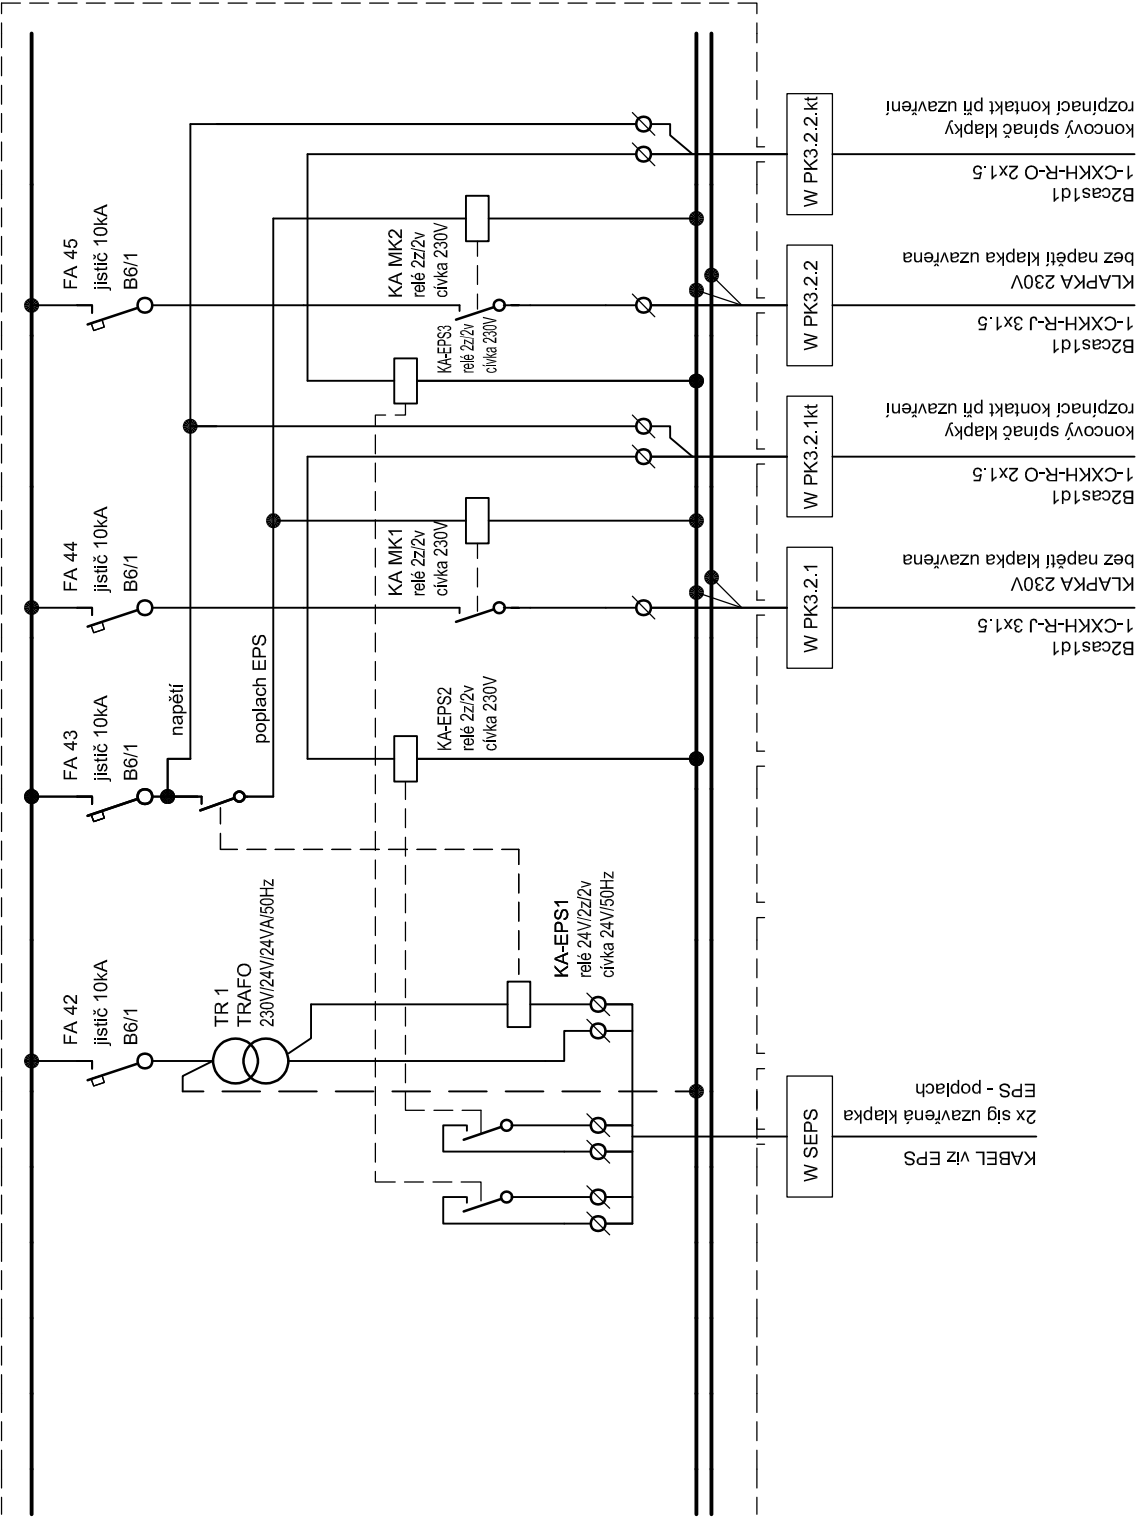 FA 42
jistič 10kA
B6/1
FA 43
jistič 10kA
B6/1
FA 44
jistič 10kA
B6/1
FA 45
jistič 10kA
B6/1
napětí
poplach EPS
TR 1
TRAFO
230V/24V/24VA/50Hz
KA-EPS1
relé 24V/2z/2v
cívka 24V/50Hz
KA-EPS2
relé 2z/2v
cívka 230V
KA MK1
relé 2z/2v
cívka 230V
KA-EPS3
relé 2z/2v
cívka 230V
KA MK2
relé 2z/2v
cívka 230V
W SEPS
W PK3.2.1
W PK3.2.1kt
W PK3.2.2
W PK3.2.2.kt
KABEL viz EPS
2x sig uzavřená klapka
EPS - poplach
B2cas1d1
1-CXKH-R-J 3x1.5
KLAPKA 230V
bez napětí klapka uzavřena
B2cas1d1
1-CXKH-R-O 2x1.5
koncový spínač klapky
rozpínací kontakt při uzavření
B2cas1d1
1-CXKH-R-J 3x1.5
KLAPKA 230V
bez napětí klapka uzavřena
B2cas1d1
1-CXKH-R-O 2x1.5
koncový spínač klapky
rozpínací kontakt při uzavření